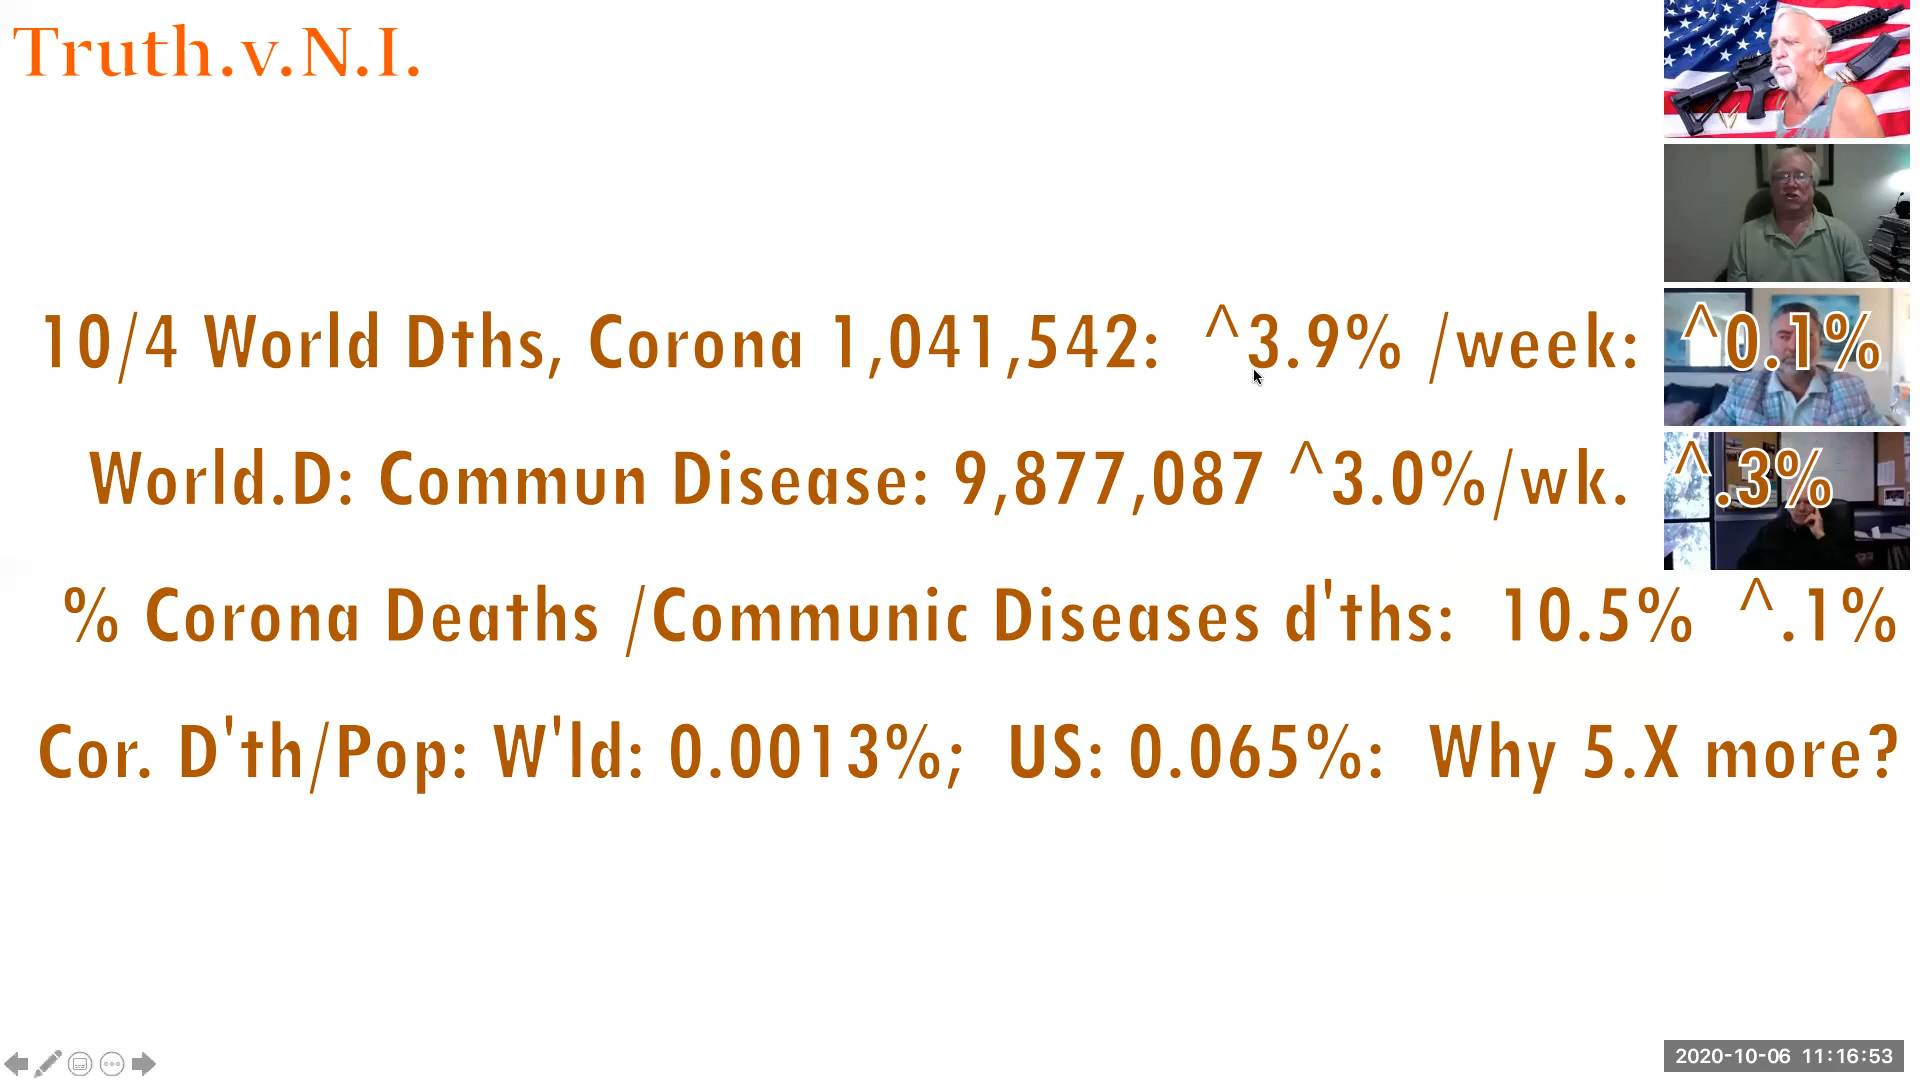 Truth.v.N.I.
10/4 World Dths, Corona 1,041,542: ^3.9% /week: ^0.1%
World.D: Commun Disease: 9,877,087 ^3.0%/wk. ^.3%
% Corona Deaths /Communic Diseases d'ths: 10.5% ^.1%
Cor. D'th/Pop: W'ld: 0.0013%; US: 0.065%: Why 5.X more?
2020-10-06 11:16:53